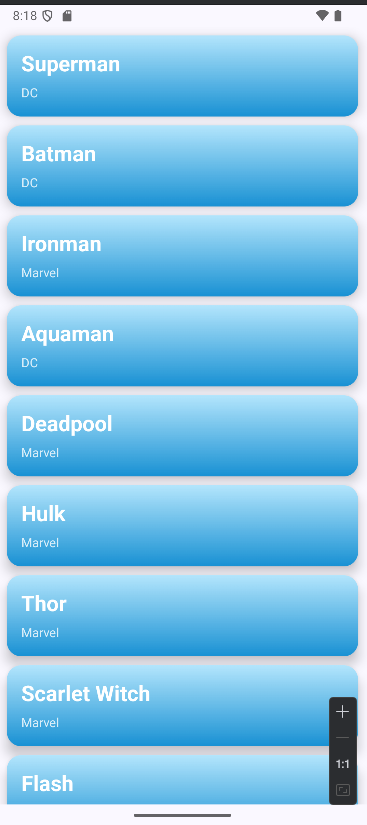 8:18
Superman
DC
Batman
DC
Ironman
Marvel
Aquaman
DC
Deadpool
Marvel
Hulk
Marvel
Thor
Marvel
Scarlet Witch
Marvel
1:1
Flash